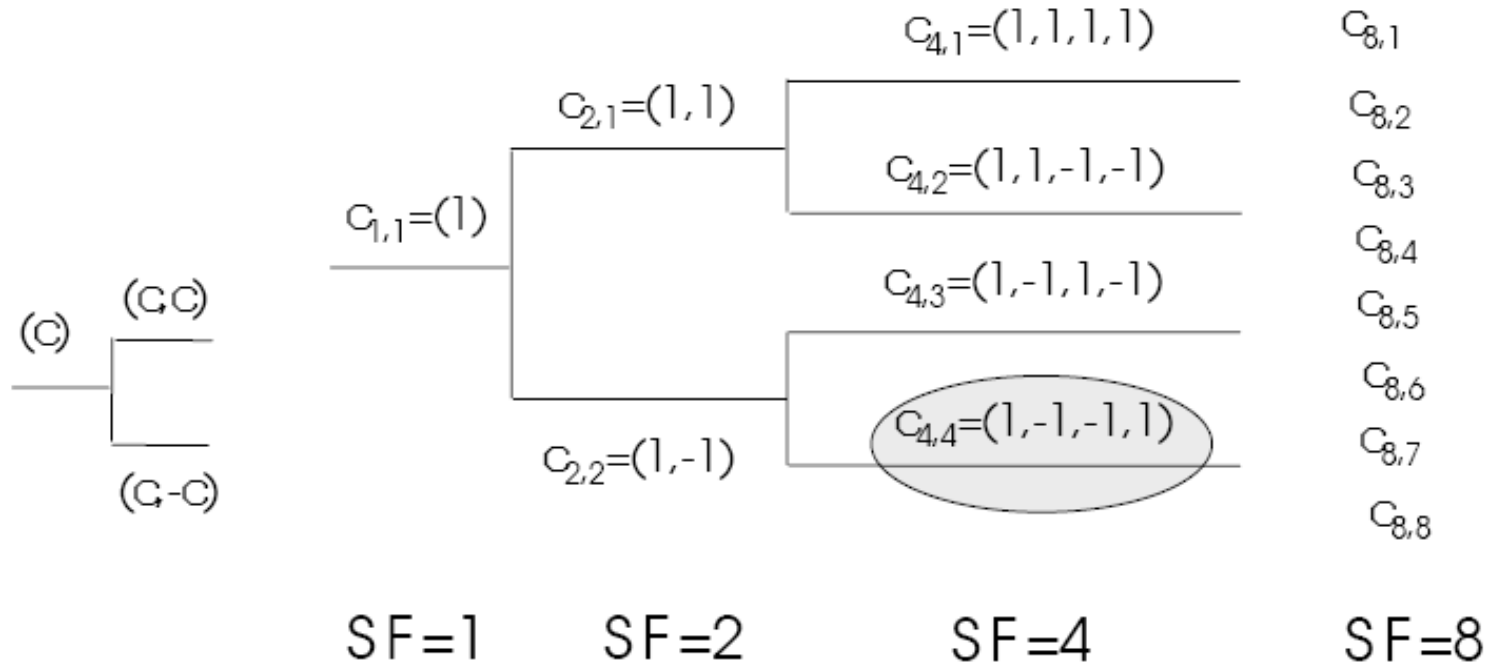 (C)
(C,C)
(C,-C)
C1,1=(1)
C2,1=(1,1)
C2,2=(1,-1)
C4,1=(1,1,1,1)
C4,2=(1,1,-1,-1)
C4,3=(1,-1,1,-1)
C4,4=(1,-1,-1,1)
C8,1
C8,2
C8,3
C8,4
C8,5
C8,6
C8,7
C8,8
SF=1 SF=2 SF=4 SF=8